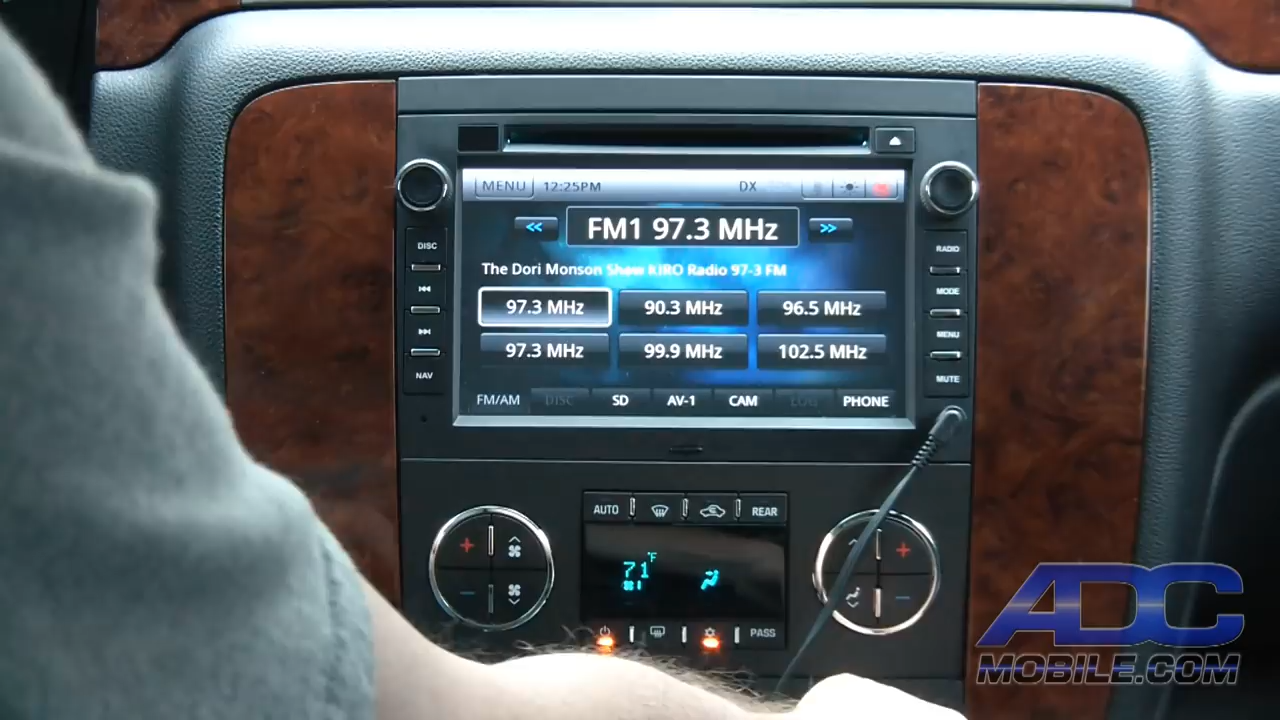 MENU 12:25PM DX
<< FM1 97.3 MHz >>
The Dori Monson Show KIRO Radio 97-3 FM
97.3 MHz 90.3 MHz 96.5 MHz
97.3 MHz 99.9 MHz 102.5 MHz
FM/AM DISC SD AV-1 CAM LOG PHONE
DISC
NAV
RADIO
MODE
MENU
MUTE
AUTO REAR
71°F
PASS
ADC
MOBILE.COM